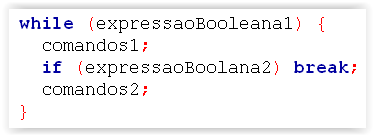 while (expressaoBooleana1) {
  comandos1;
  if (expressaoBoolana2) break;
  comandos2;
}